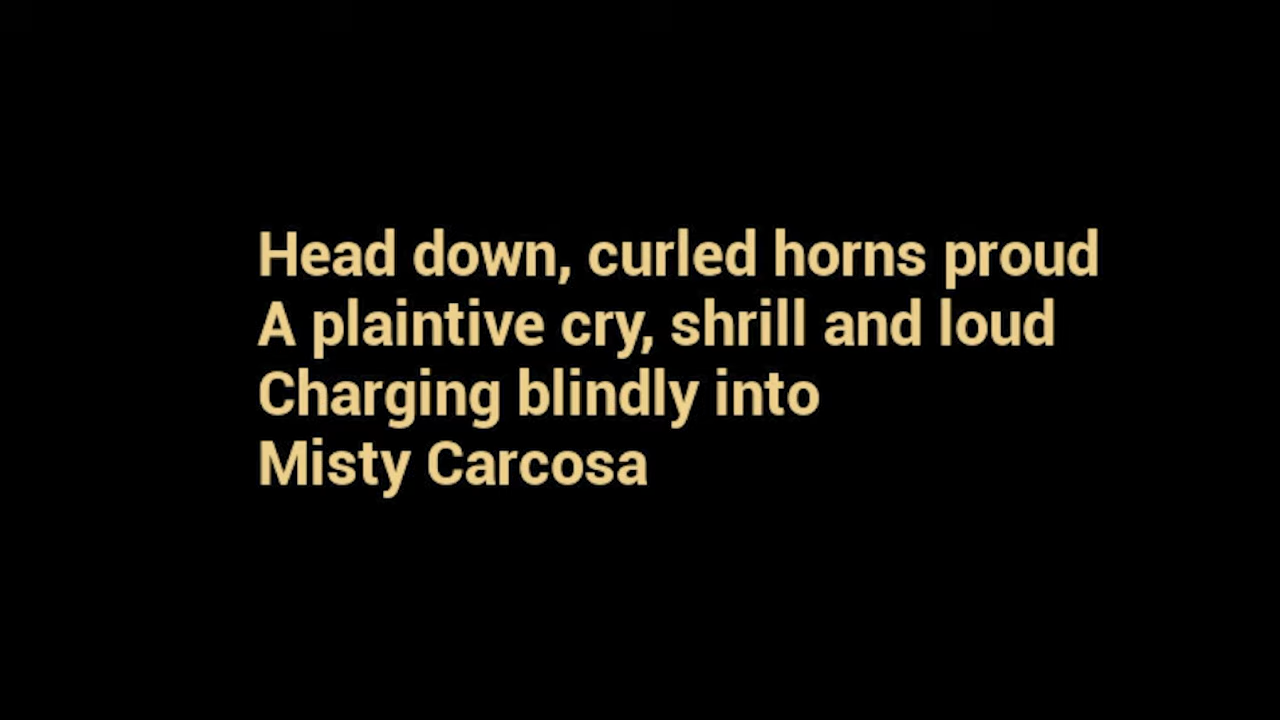 Head down, curled horns proud
A plaintive cry, shrill and loud
Charging blindly into
Misty Carcosa